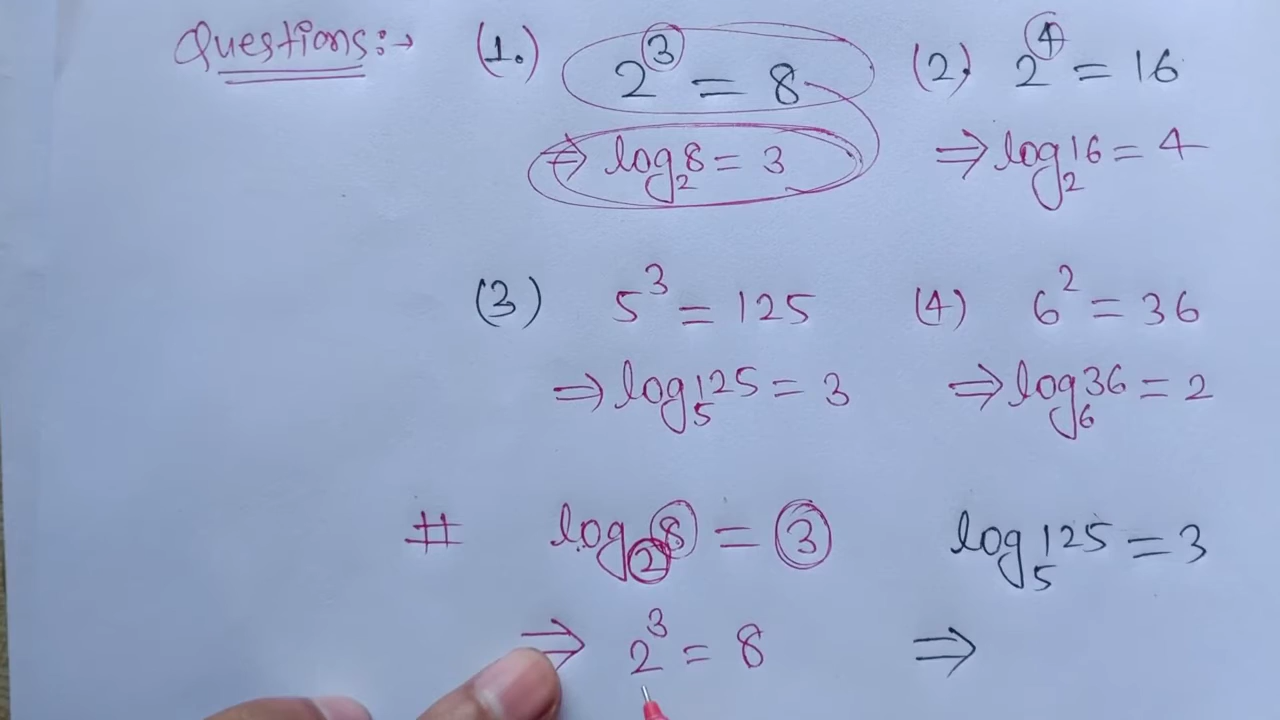 Questions:→ (1.) 2³ = 8 (2) 2⁴ = 16
⇒ log₂8 = 3 ⇒ log₂16 = 4
(3) 5³ = 125 (4) 6² = 36
⇒ log₅125 = 3 ⇒ log₆36 = 2
# log₂8 = 3 log₅125 = 3
⇒ 2³ = 8 ⇒